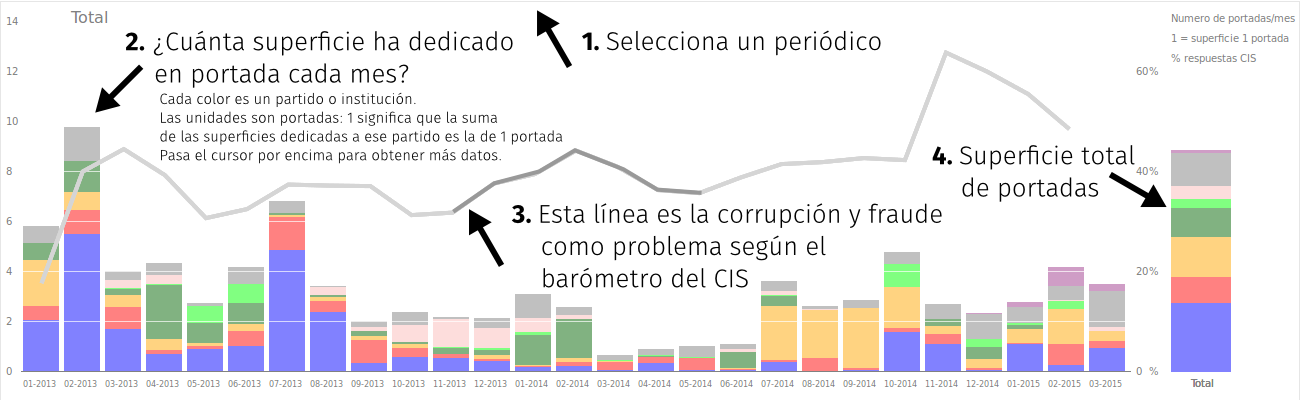 Total
1. Selecciona un periódico
2. ¿Cuánta superficie ha dedicado
en portada cada mes?
Cada color es un partido o institución.
Las unidades son portadas: 1 significa que la suma
de las superficies dedicadas a ese partido es la de 1 portada
Pasa el cursor por encima para obtener más datos.
3. Esta línea es la corrupción y fraude
como problema según el
barómetro del CIS
4. Superficie total
de portadas
Numero de portadas/mes
1 = superficie 1 portada
% respuestas CIS
14
12
10
8
6
4
2
0
60%
40%
20%
0 %
01-2013 02-2013 03-2013 04-2013 05-2013 06-2013 07-2013 08-2013 09-2013 10-2013 11-2013 12-2013 01-2014 02-2014 03-2014 04-2014 05-2014 06-2014 07-2014 08-2014 09-2014 10-2014 11-2014 12-2014 01-2015 02-2015 03-2015
Total